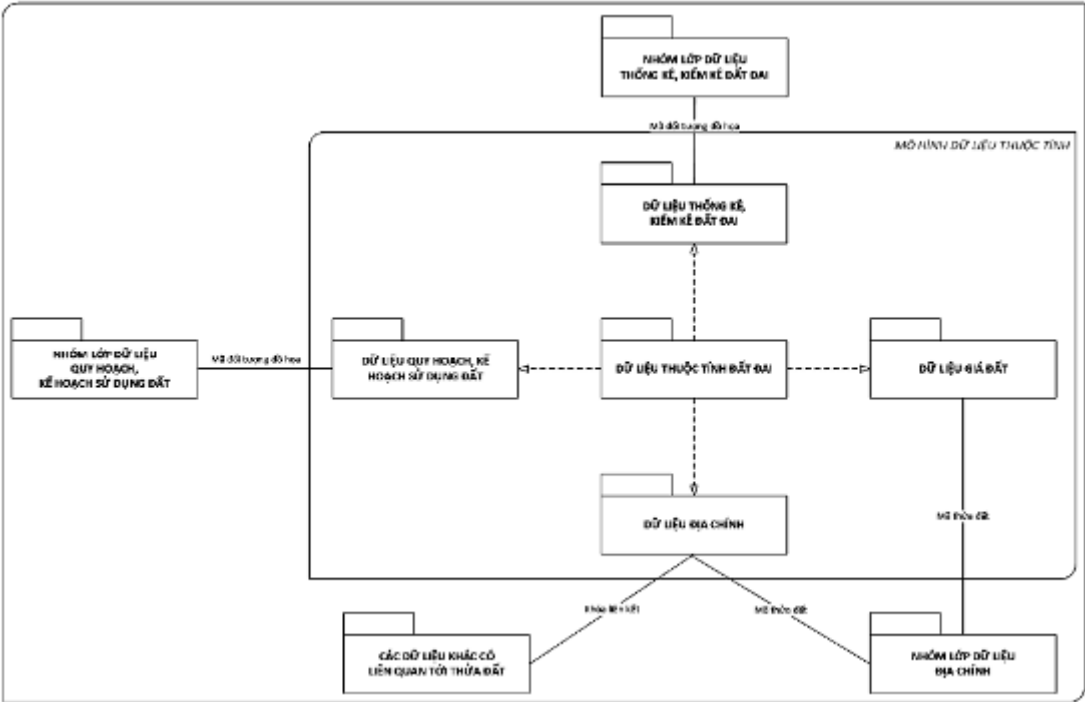 NHÓM LỚP DỮ LIỆU
THỐNG KÊ, KIỂM KÊ ĐẤT ĐAI
Mã đối tượng đồ họa
MÔ HÌNH DỮ LIỆU THUỘC TÍNH
DỮ LIỆU THỐNG KÊ,
KIỂM KÊ ĐẤT ĐAI
NHÓM LỚP DỮ LIỆU
QUY HOẠCH,
KẾ HOẠCH SỬ DỤNG ĐẤT
Mã đối tượng đồ họa
DỮ LIỆU QUY HOẠCH, KẾ
HOẠCH SỬ DỤNG ĐẤT
DỮ LIỆU THUỘC TÍNH ĐẤT ĐAI
DỮ LIỆU GIÁ ĐẤT
DỮ LIỆU ĐỊA CHÍNH
Mã thửa đất
Khóa liên kết
Mã thửa đất
CÁC DỮ LIỆU KHÁC CÓ
LIÊN QUAN TỚI THỬA ĐẤT
NHÓM LỚP DỮ LIỆU
ĐỊA CHÍNH